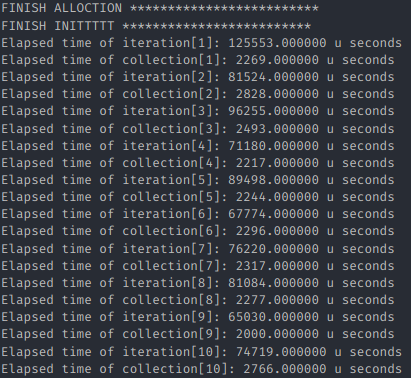 FINISH ALLOCTION *************************
FINISH INITTTTT *************************
Elapsed time of iteration[1]: 125553.000000 u seconds
Elapsed time of collection[1]: 2269.000000 u seconds
Elapsed time of iteration[2]: 81524.000000 u seconds
Elapsed time of collection[2]: 2828.000000 u seconds
Elapsed time of iteration[3]: 96255.000000 u seconds
Elapsed time of collection[3]: 2493.000000 u seconds
Elapsed time of iteration[4]: 71180.000000 u seconds
Elapsed time of collection[4]: 2217.000000 u seconds
Elapsed time of iteration[5]: 89498.000000 u seconds
Elapsed time of collection[5]: 2244.000000 u seconds
Elapsed time of iteration[6]: 67774.000000 u seconds
Elapsed time of collection[6]: 2296.000000 u seconds
Elapsed time of iteration[7]: 76220.000000 u seconds
Elapsed time of collection[7]: 2317.000000 u seconds
Elapsed time of iteration[8]: 81084.000000 u seconds
Elapsed time of collection[8]: 2277.000000 u seconds
Elapsed time of iteration[9]: 65030.000000 u seconds
Elapsed time of collection[9]: 2000.000000 u seconds
Elapsed time of iteration[10]: 74719.000000 u seconds
Elapsed time of collection[10]: 2766.000000 u seconds